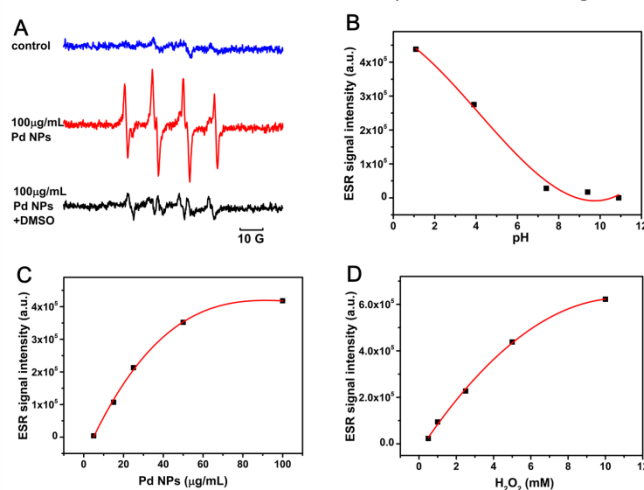 A
control
100μg/mL
Pd NPs
100μg/mL
Pd NPs
+DMSO
10 G
B
ESR signal intensity (a.u.)
4x10⁵
3x10⁵
2x10⁵
1x10⁵
0
0 2 4 6 8 10 12
pH
C
ESR signal intensity (a.u.)
4x10⁵
3x10⁵
2x10⁵
1x10⁵
0
0 20 40 60 80 100
Pd NPs (μg/mL)
D
ESR signal intensity (a.u.)
6.0x10⁵
4.0x10⁵
2.0x10⁵
0.0
0 2 4 6 8 10
H₂O₂ (mM)